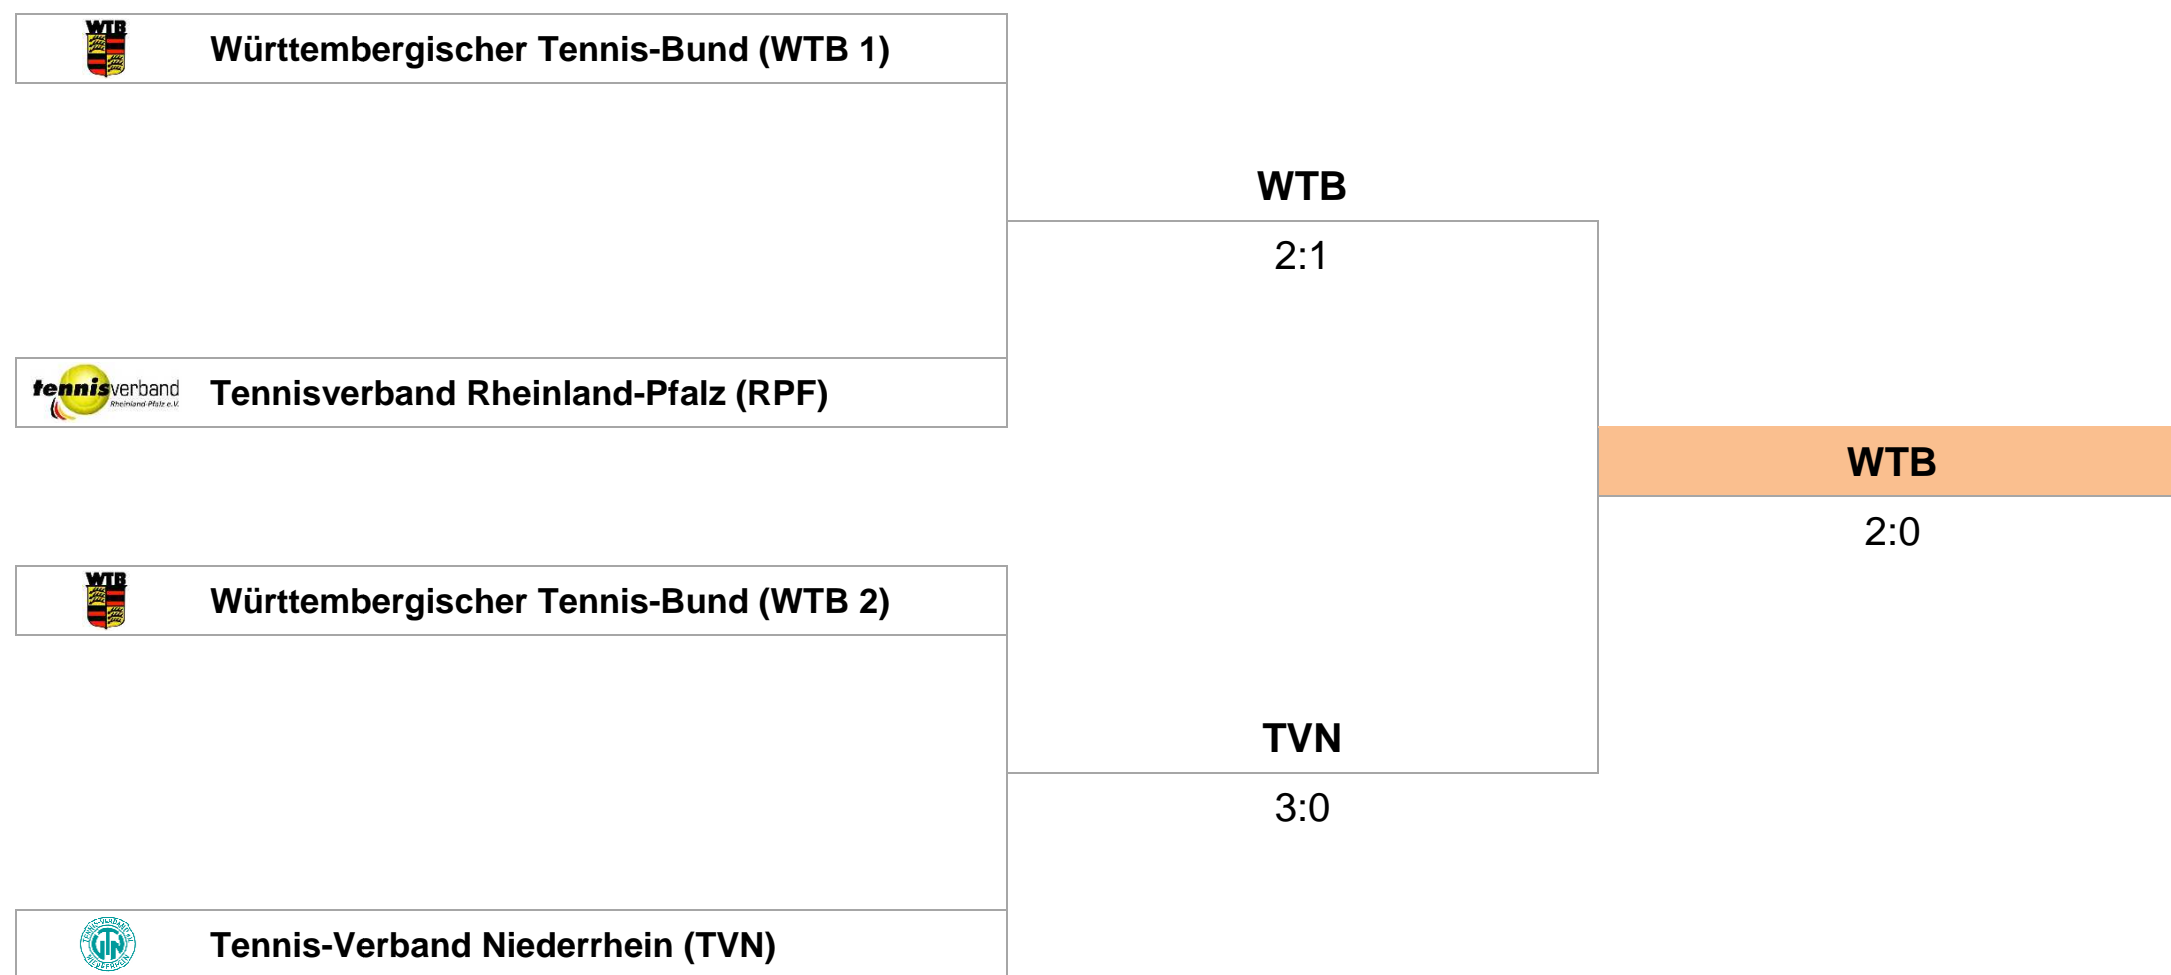 WTB
Württembergischer Tennis-Bund (WTB 1)
WTB
2:1
tennisverband
Rheinland-Pfalz e.V.
Tennisverband Rheinland-Pfalz (RPF)
WTB
2:0
WTB
Württembergischer Tennis-Bund (WTB 2)
TVN
3:0
Tennis-Verband Niederrhein (TVN)